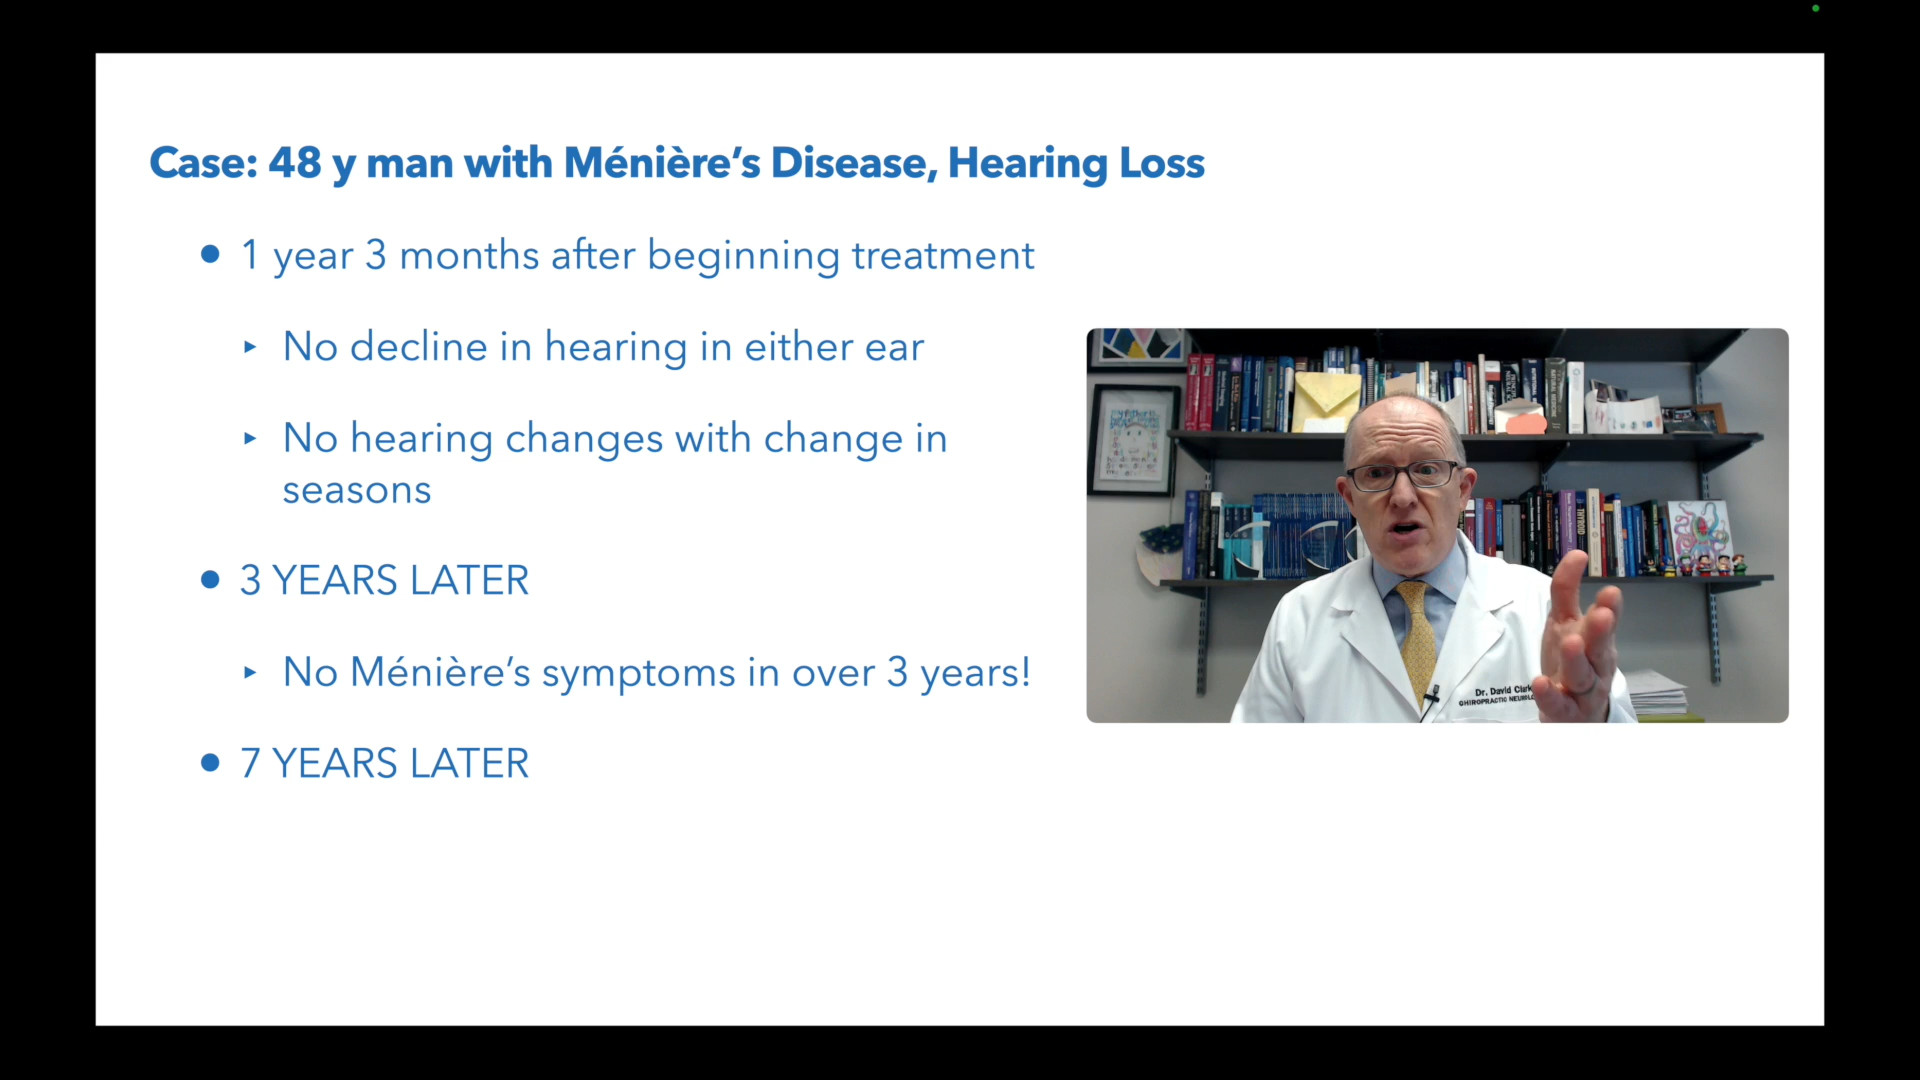 Case: 48 y man with Ménière’s Disease, Hearing Loss
● 1 year 3 months after beginning treatment
‣ No decline in hearing in either ear
‣ No hearing changes with change in
seasons
● 3 YEARS LATER
‣ No Ménière’s symptoms in over 3 years!
● 7 YEARS LATER
THYROID
Dr. David Clark
CHIROPRACTIC